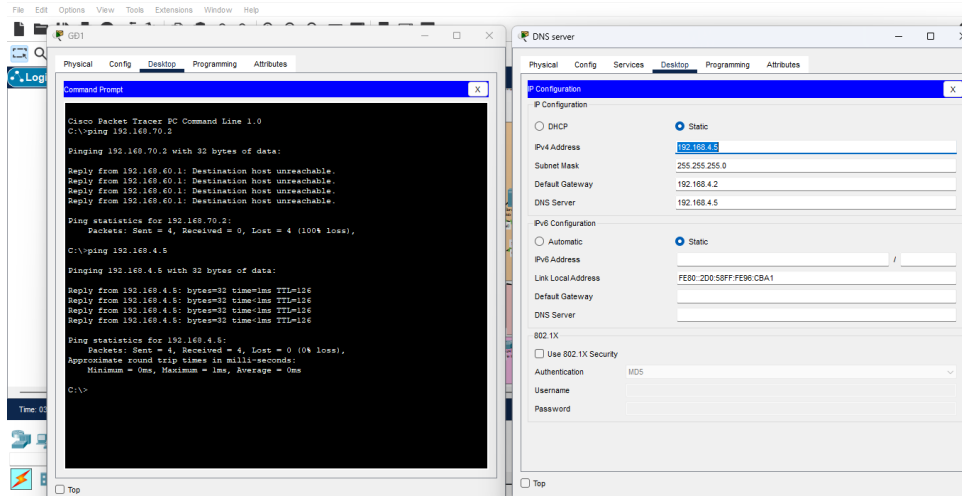 File Edit Options View Tools Extensions Window Help
GĐ1
Physical Config Desktop Programming Attributes
Command Prompt
X
Cisco Packet Tracer PC Command Line 1.0
C:\>ping 192.168.70.2
Pinging 192.168.70.2 with 32 bytes of data:
Reply from 192.168.60.1: Destination host unreachable.
Reply from 192.168.60.1: Destination host unreachable.
Reply from 192.168.60.1: Destination host unreachable.
Reply from 192.168.60.1: Destination host unreachable.
Ping statistics for 192.168.70.2:
Packets: Sent = 4, Received = 0, Lost = 4 (100% loss),
C:\>ping 192.168.4.5
Pinging 192.168.4.5 with 32 bytes of data:
Reply from 192.168.4.5: bytes=32 time=1ms TTL=126
Reply from 192.168.4.5: bytes=32 time<1ms TTL=126
Reply from 192.168.4.5: bytes=32 time<1ms TTL=126
Reply from 192.168.4.5: bytes=32 time<1ms TTL=126
Ping statistics for 192.168.4.5:
Packets: Sent = 4, Received = 4, Lost = 0 (0% loss),
Approximate round trip times in milli-seconds:
Minimum = 0ms, Maximum = 1ms, Average = 0ms
C:\>
Top
DNS server
Physical Config Services Desktop Programming Attributes
IP Configuration
X
IP Configuration
DHCP Static
IPv4 Address 192.168.4.5
Subnet Mask 255.255.255.0
Default Gateway 192.168.4.2
DNS Server 192.168.4.5
IPv6 Configuration
Automatic Static
IPv6 Address /
Link Local Address FE80::2D0:58FF:FE96:CBA1
Default Gateway
DNS Server
802.1X
Use 802.1X Security
Authentication MD5
Username
Password
Top
Logi
Time: 03